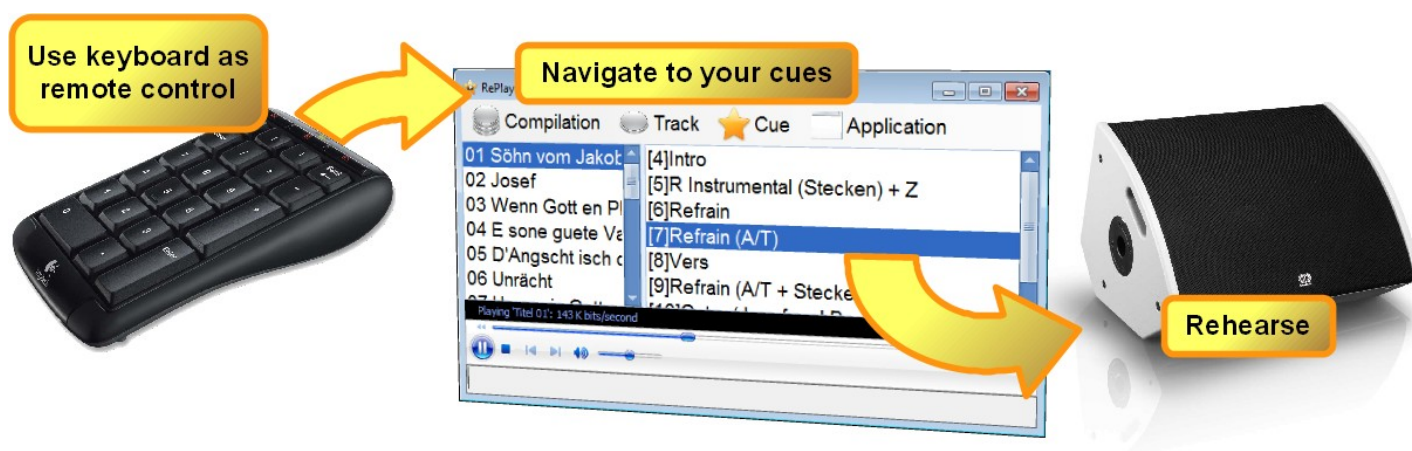 Use keyboard as
remote control
Navigate to your cues
RePlay
Compilation Track Cue Application
01 Söhn vom Jakob
02 Josef
03 Wenn Gott en Pl
04 E sone guete Va
05 D'Angscht isch d
06 Unrächt
[4]Intro
[5]R Instrumental (Stecken) + Z
[6]Refrain
[7]Refrain (A/T)
[8]Vers
[9]Refrain (A/T + Stecke
Playing 'Titel 01': 143 K bits/second
Rehearse